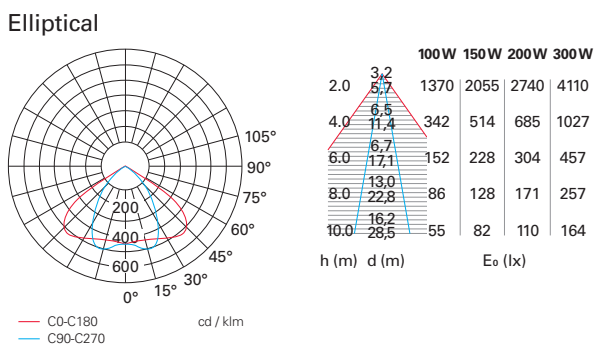 Elliptical
105°
90°
75°
60°
45°
30°
15°
0°
200
400
600
C0-C180
C90-C270
cd / klm
100W 150W 200W 300W
2.0 3,2 5,7 1370 2055 2740 4110
4.0 6,5 11,4 342 514 685 1027
6.0 6,7 17,1 152 228 304 457
8.0 13,0 22,8 86 128 171 257
10.0 16,2 28,5 55 82 110 164
h (m) d (m) E₀ (lx)